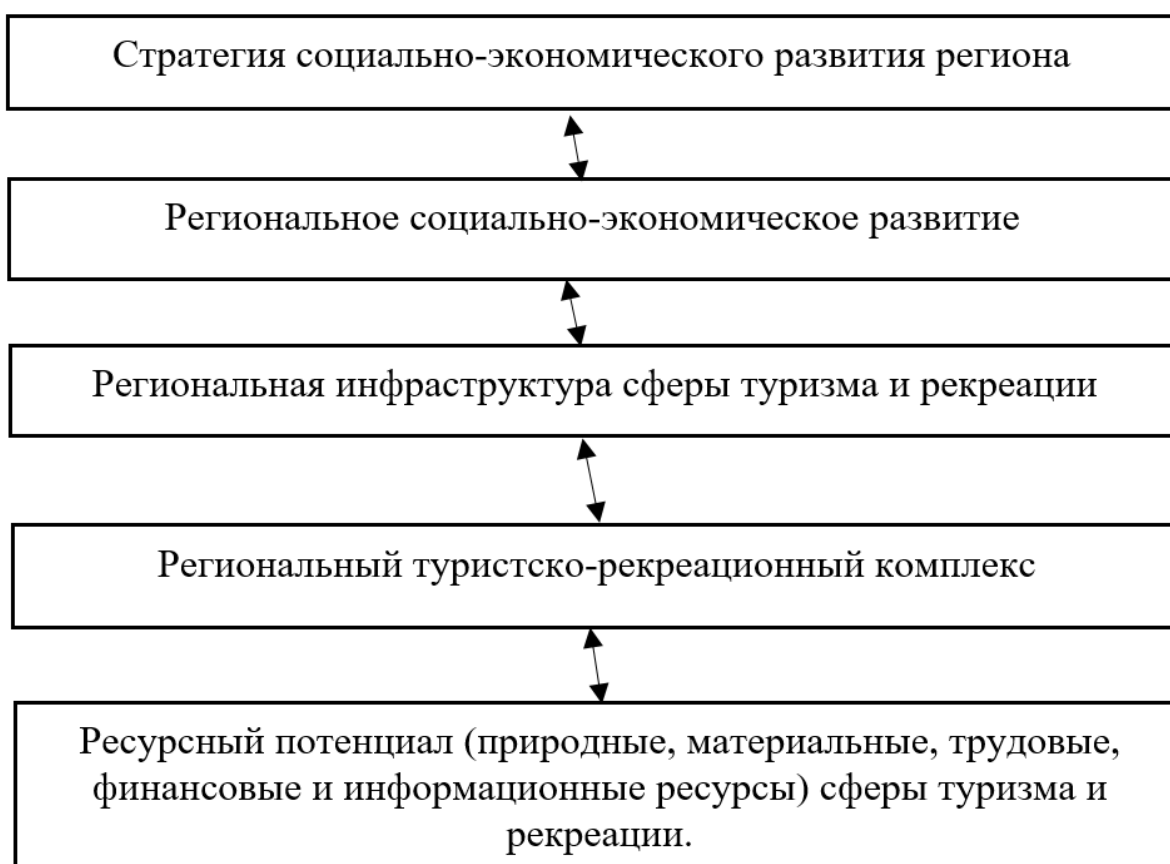 Стратегия социально-экономического развития региона
Региональное социально-экономическое развитие
Региональная инфраструктура сферы туризма и рекреации
Региональный туристско-рекреационный комплекс
Ресурсный потенциал (природные, материальные, трудовые,
финансовые и информационные ресурсы) сферы туризма и
рекреации.